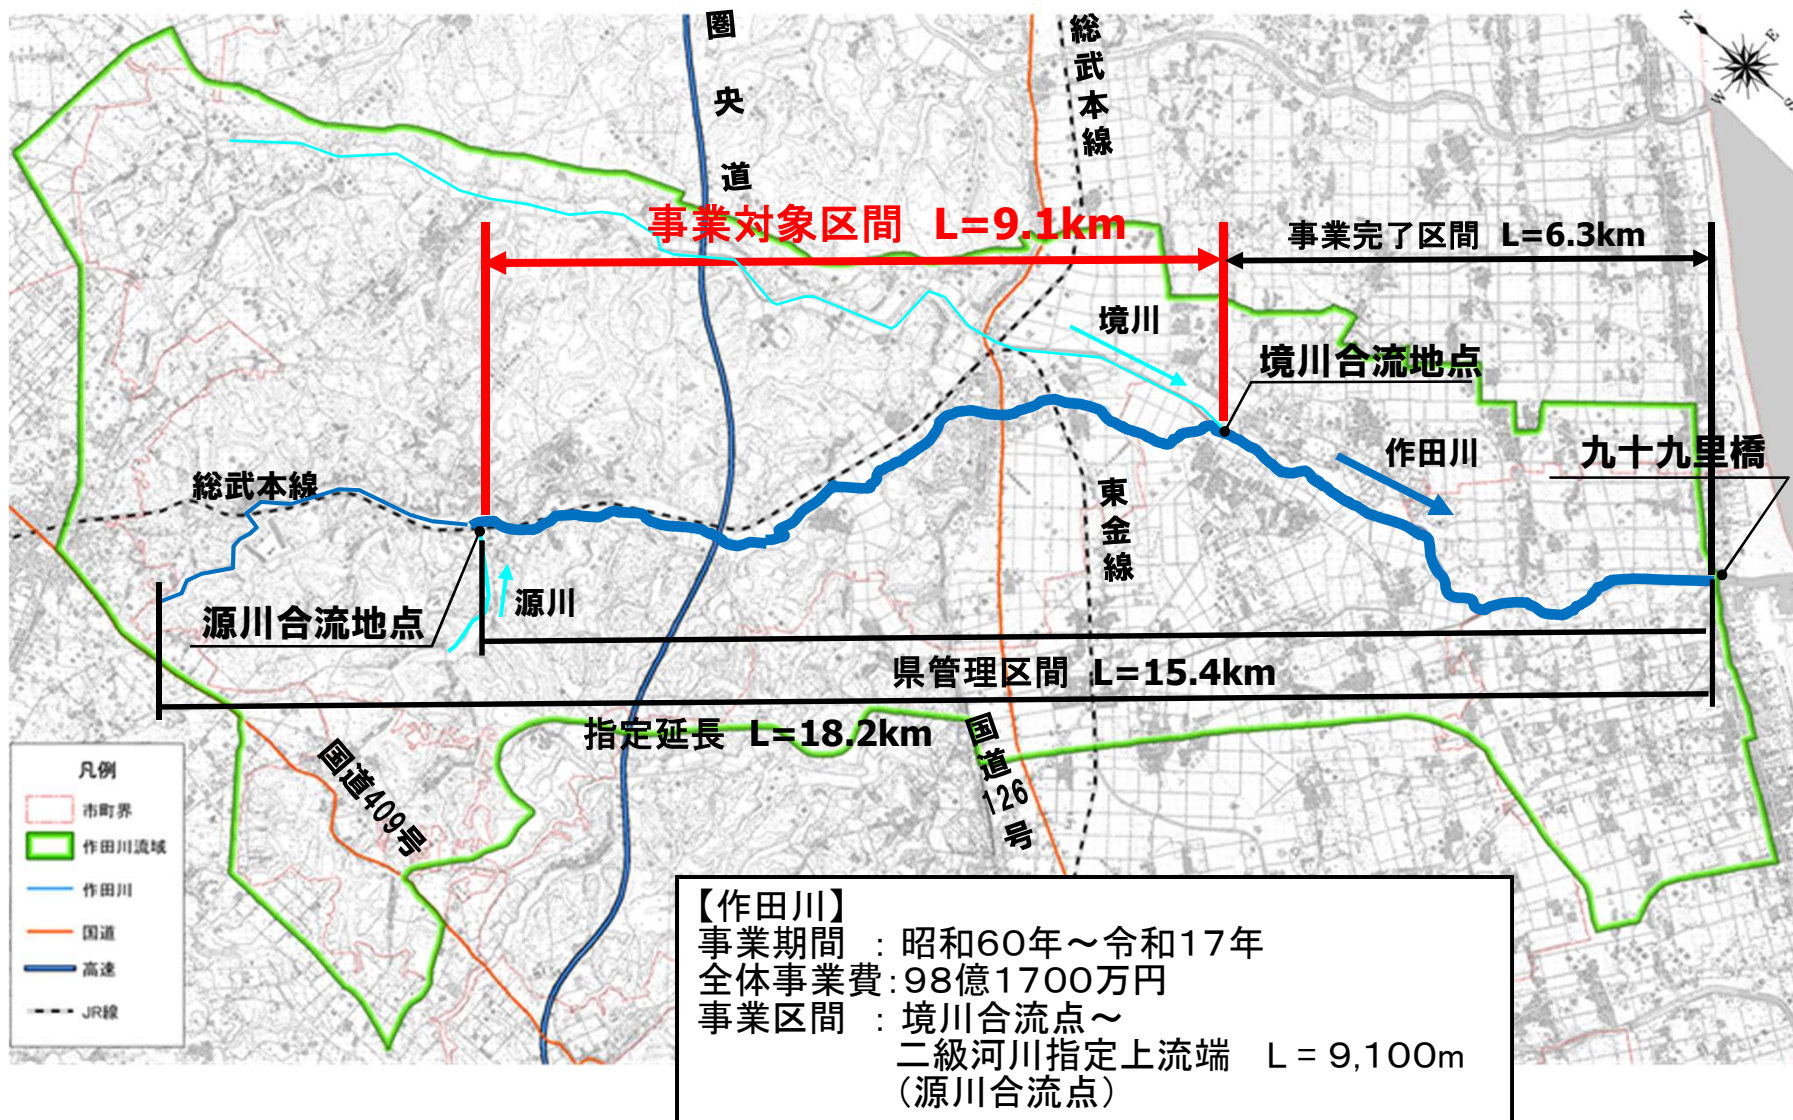 圏央道
総武本線
N
E
W
S
事業対象区間 L=9.1km
事業完了区間 L=6.3km
境川
境川合流地点
作田川
九十九里橋
総武本線
東金線
源川合流地点
源川
県管理区間 L=15.4km
指定延長 L=18.2km
国道126号
国道409号
凡例
市町界
作田川流域
作田川
国道
高速
JR線
【作田川】
事業期間 : 昭和60年～令和17年
全体事業費:98億1700万円
事業区間 : 境川合流点～
二級河川指定上流端 L=9,100m
(源川合流点)